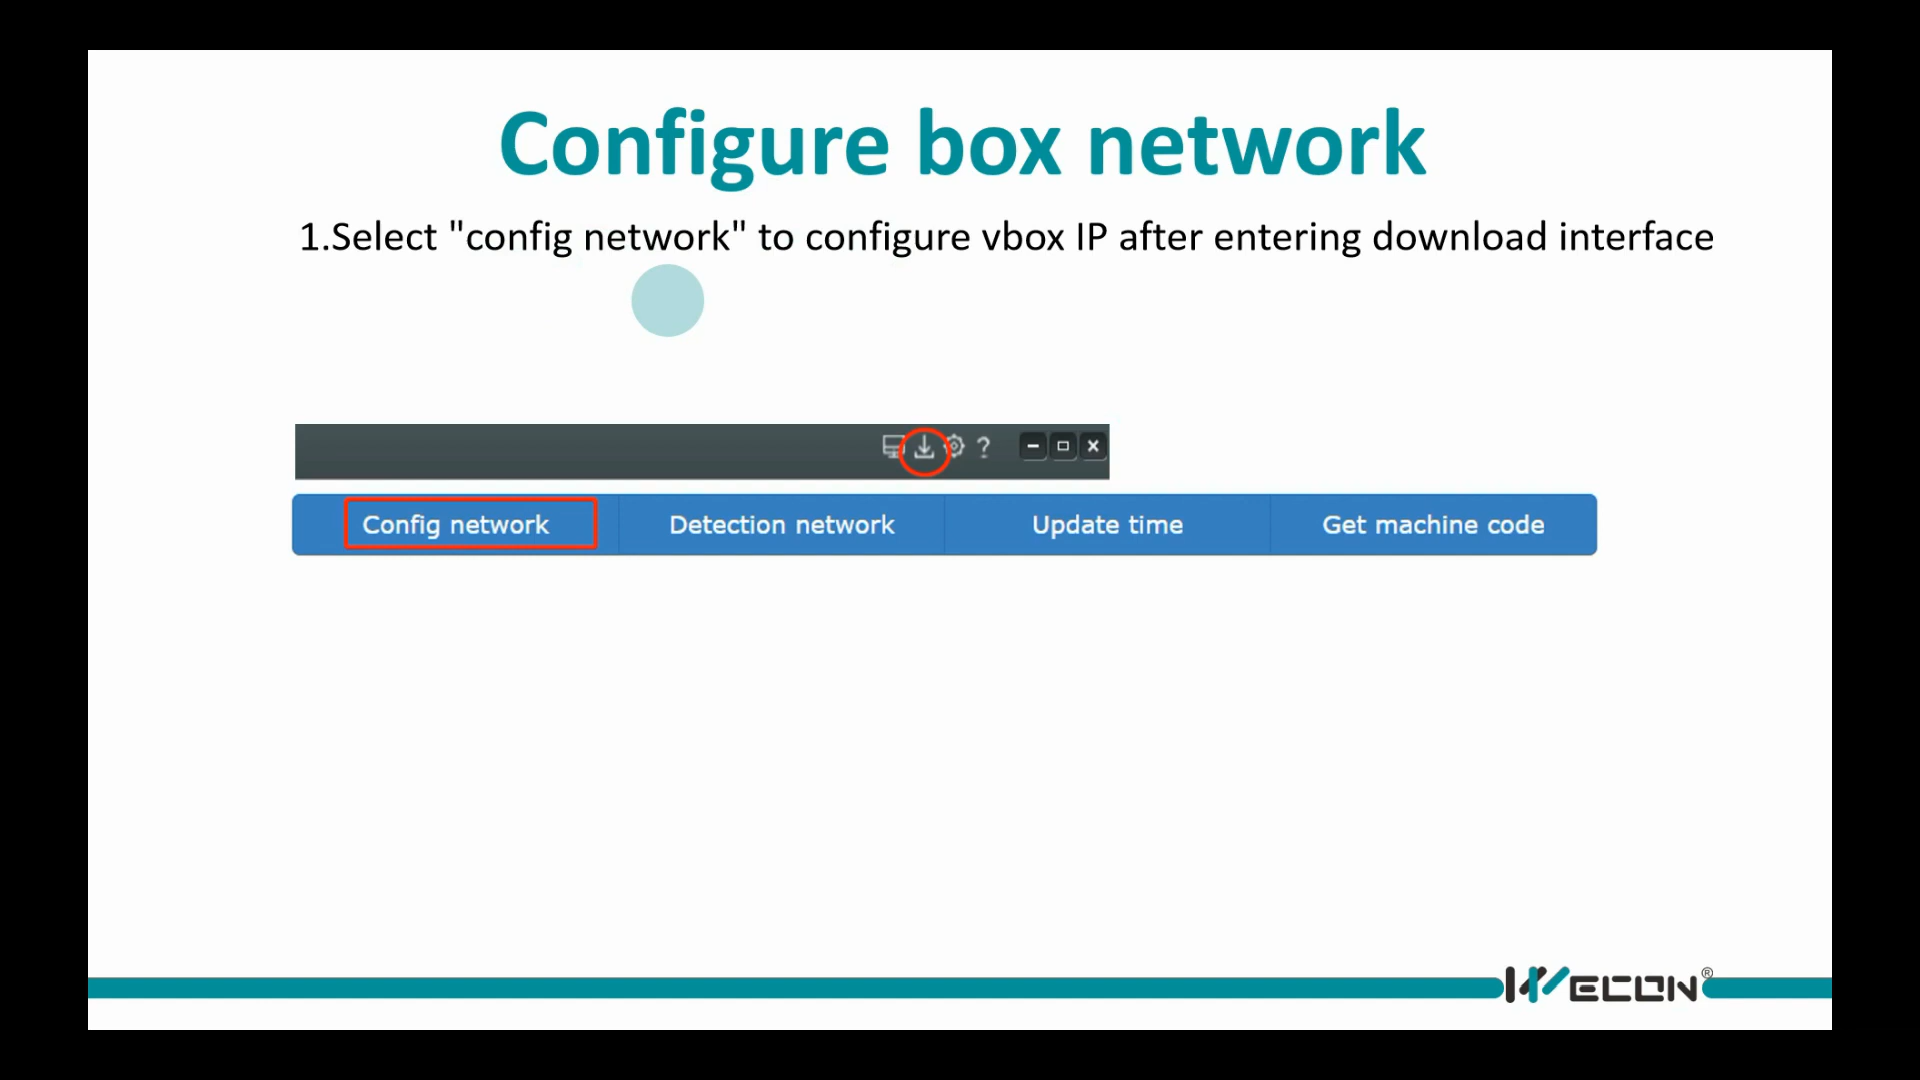 Configure box network
1.Select "config network" to configure vbox IP after entering download interface
?
Config network Detection network Update time Get machine code
WECON®